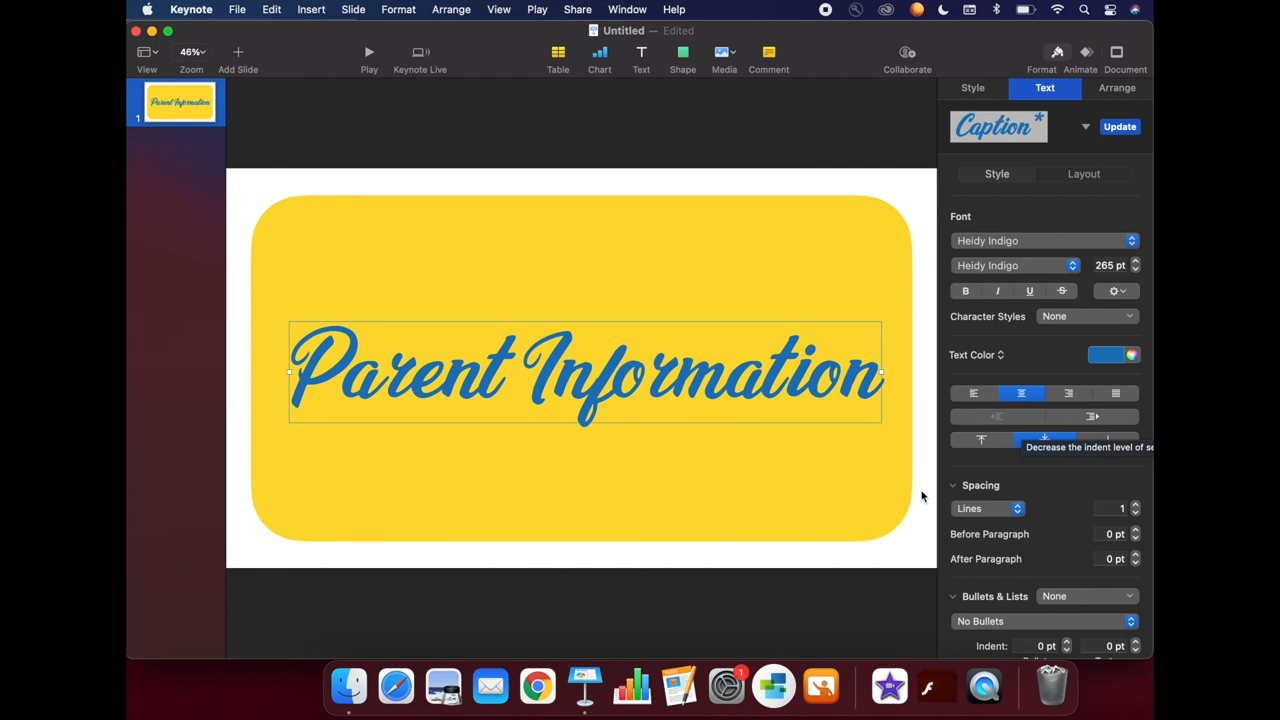 Keynote File Edit Insert Slide Format Arrange View Play Share Window Help
Untitled — Edited
46%
View Zoom Add Slide Play Keynote Live Table Chart Text Shape Media Comment Collaborate Format Animate Document
Style Text Arrange
Parent Information
1
Caption* Update
Style Layout
Font
Heidy Indigo
Heidy Indigo 265 pt
B I U S
Character Styles None
Parent Information
Text Color
Decrease the indent level of se
Spacing
Lines 1
Before Paragraph 0 pt
After Paragraph 0 pt
Bullets & Lists None
No Bullets
Indent: 0 pt 0 pt
1